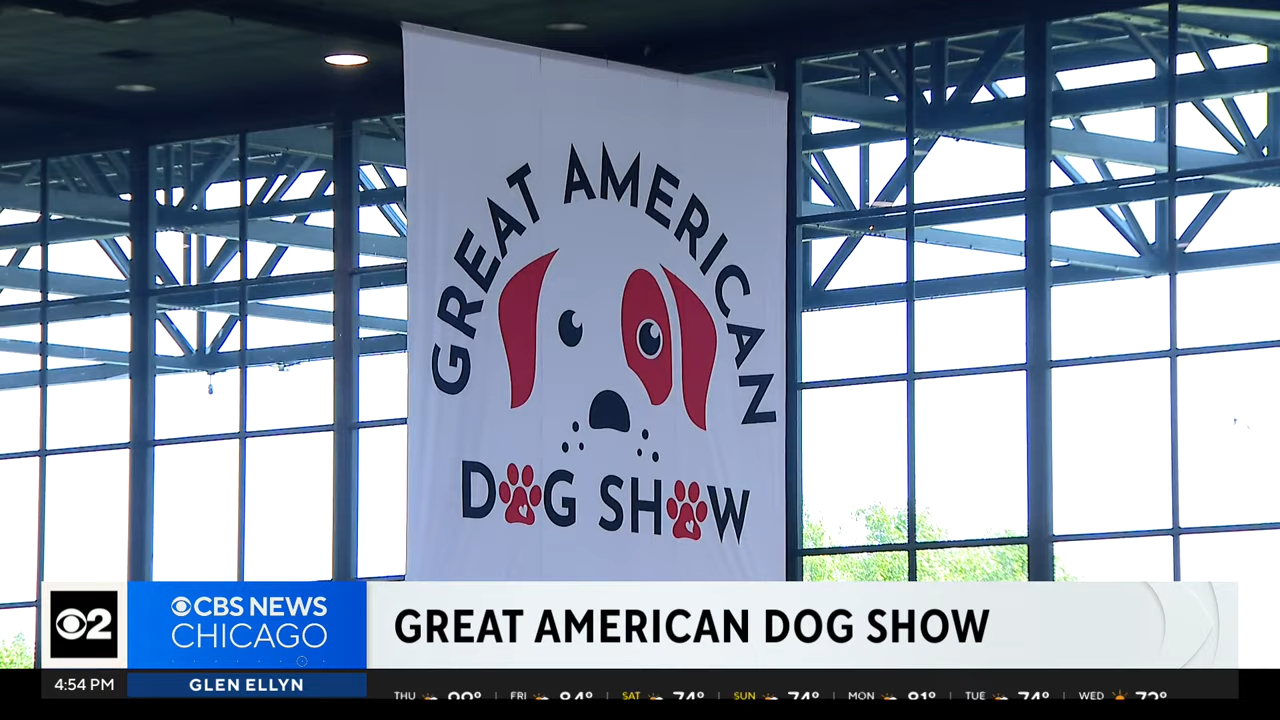 GREAT AMERICAN
DOG SHOW
2
CBS NEWS
CHICAGO
GREAT AMERICAN DOG SHOW
4:54 PM
GLEN ELLYN
THU | FRI 84° | SAT 74° | SUN 74° | MON 81° | TUE 74° | WED 72°